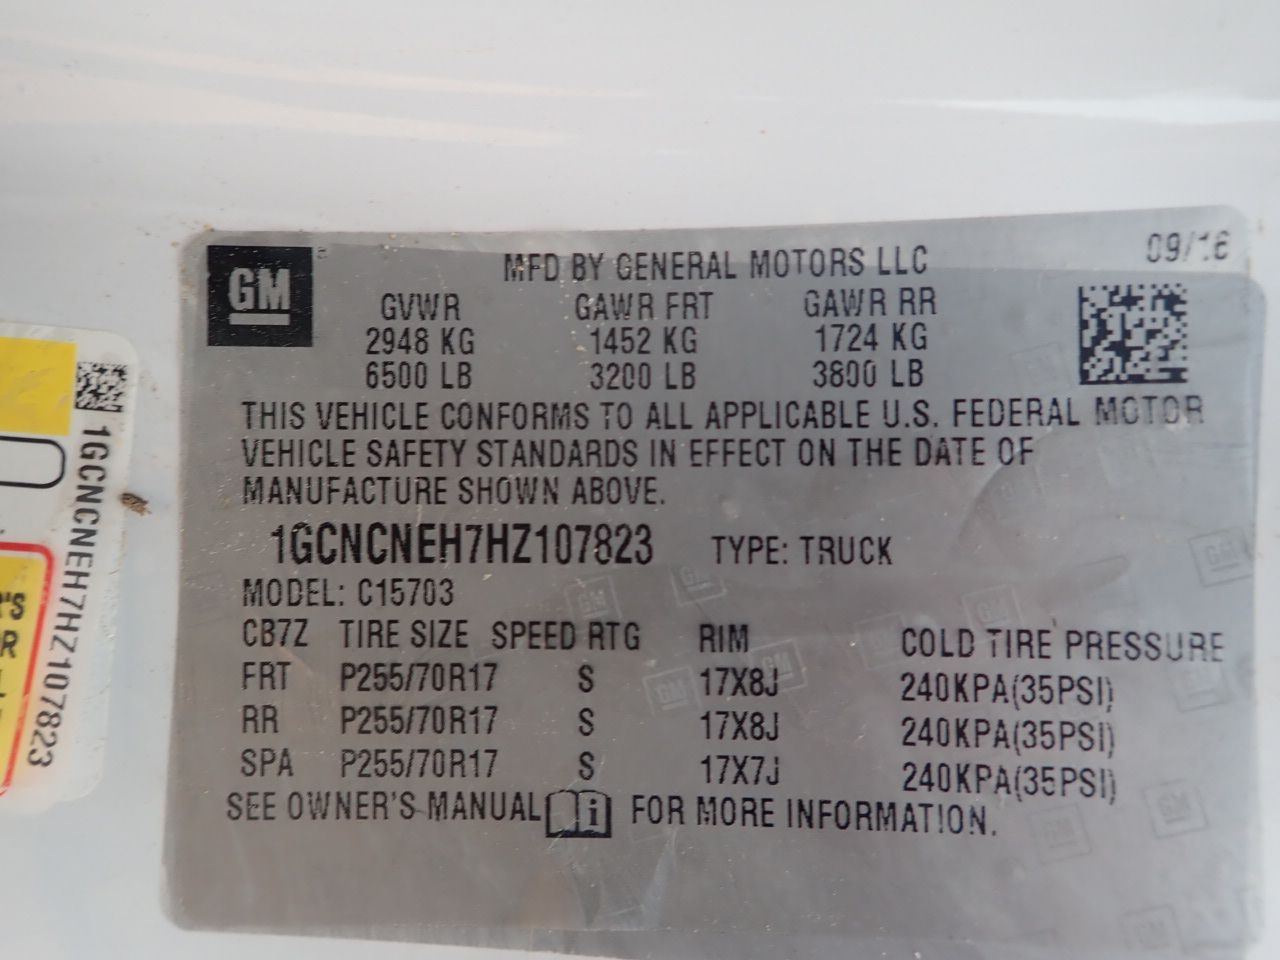 GM
MFD BY GENERAL MOTORS LLC
09/16
GVWR GAWR FRT GAWR RR
2948 KG 1452 KG 1724 KG
6500 LB 3200 LB 3800 LB
THIS VEHICLE CONFORMS TO ALL APPLICABLE U.S. FEDERAL MOTOR
VEHICLE SAFETY STANDARDS IN EFFECT ON THE DATE OF
MANUFACTURE SHOWN ABOVE.
1GCNCNEH7HZ107823 TYPE: TRUCK
MODEL: C15703
CB7Z TIRE SIZE SPEED RTG RIM COLD TIRE PRESSURE
FRT P255/70R17 S 17X8J 240KPA(35PSI)
RR P255/70R17 S 17X8J 240KPA(35PSI)
SPA P255/70R17 S 17X7J 240KPA(35PSI)
SEE OWNER'S MANUAL i FOR MORE INFORMATION.
1GCNCNEH7HZ107823